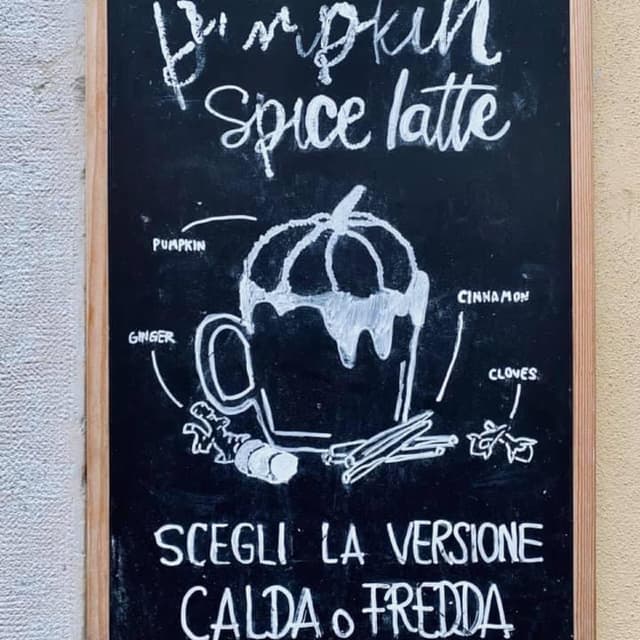 Pumpkin
Spice latte
PUMPKIN
CINNAMON
GINGER
CLOVES
SCEGLI LA VERSIONE
CALDA o FREDDA